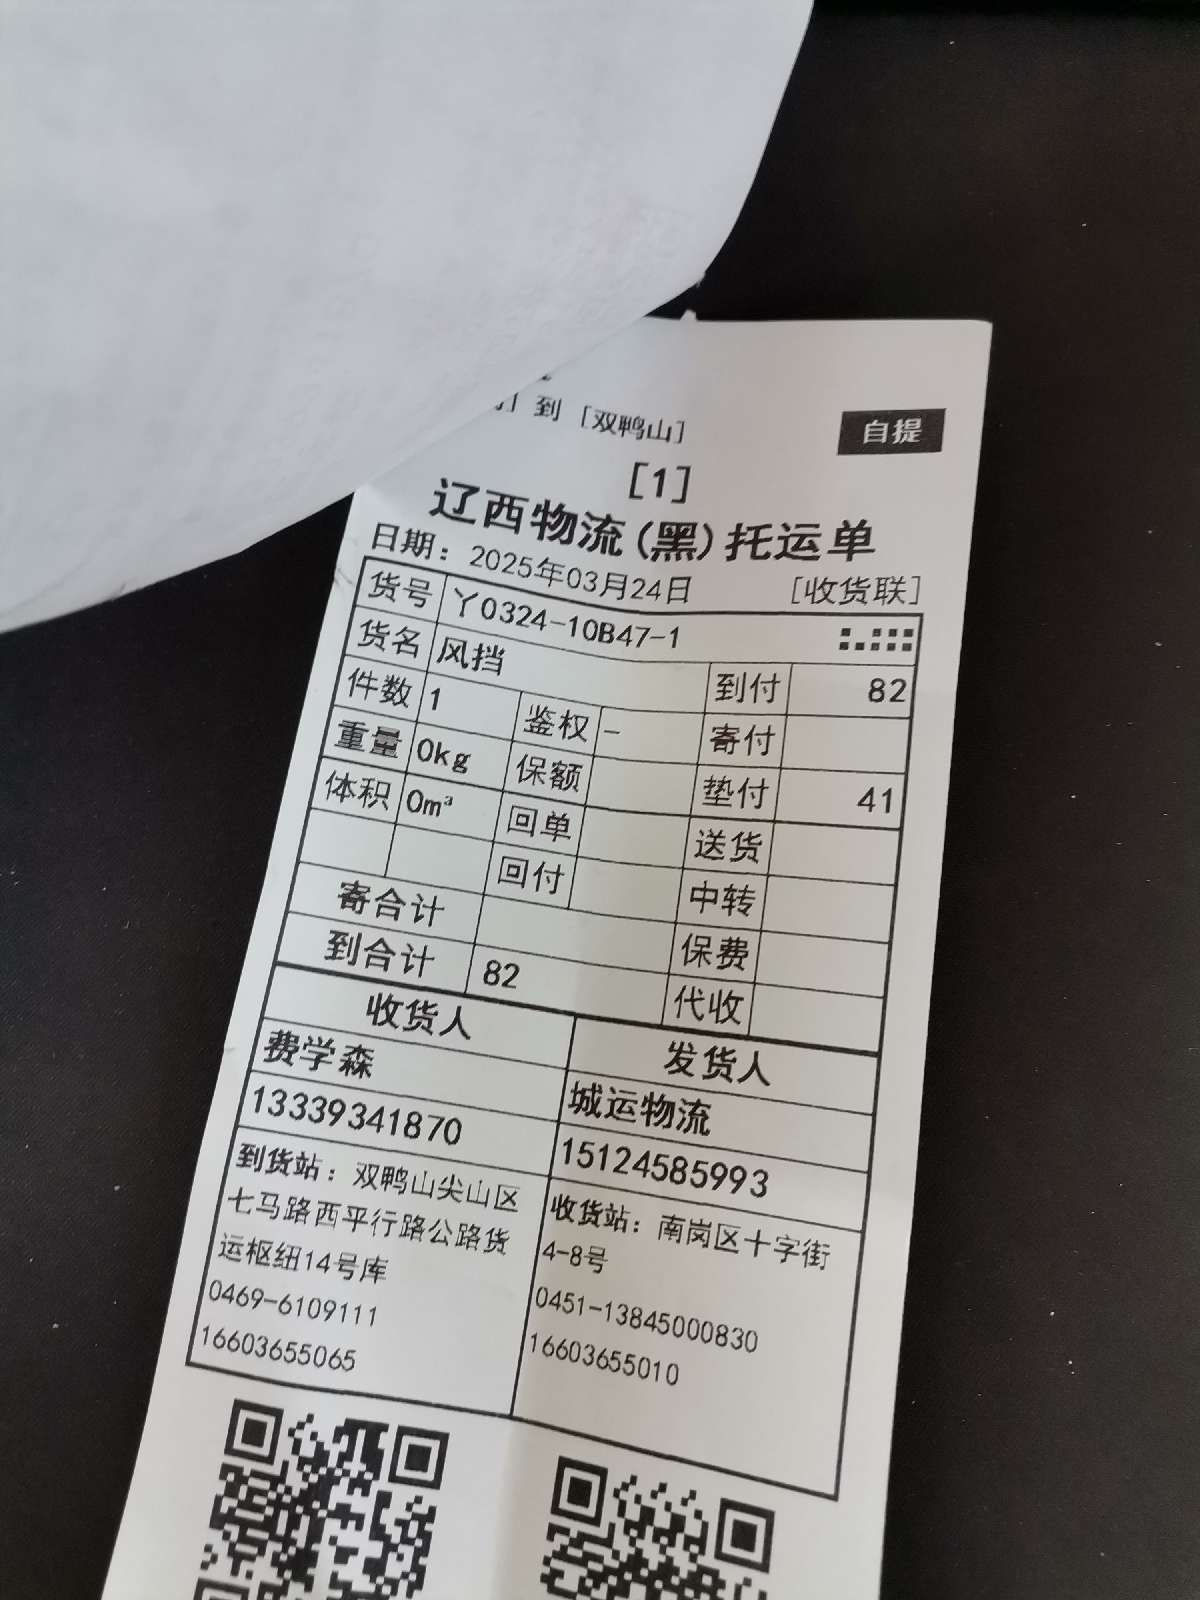 ] 到 [双鸭山]
自提
[1]
辽西物流(黑)托运单
日期: 2025年03月24日 [收货联]
货号 丫0324-10B47-1
货名 风挡 到付 82
件数 1 鉴权 - 寄付
重量 0kg 保额 垫付 41
体积 0m³ 回单 送货
回付 中转
寄合计 保费
到合计 82 代收
收货人 发货人
费学森 城运物流
13339341870 15124585993
到货站: 双鸭山尖山区
七马路西平行路公路货
运枢纽14号库
0469-6109111
16603655065
收货站: 南岗区十字街
4-8号
0451-13845000830
16603655010